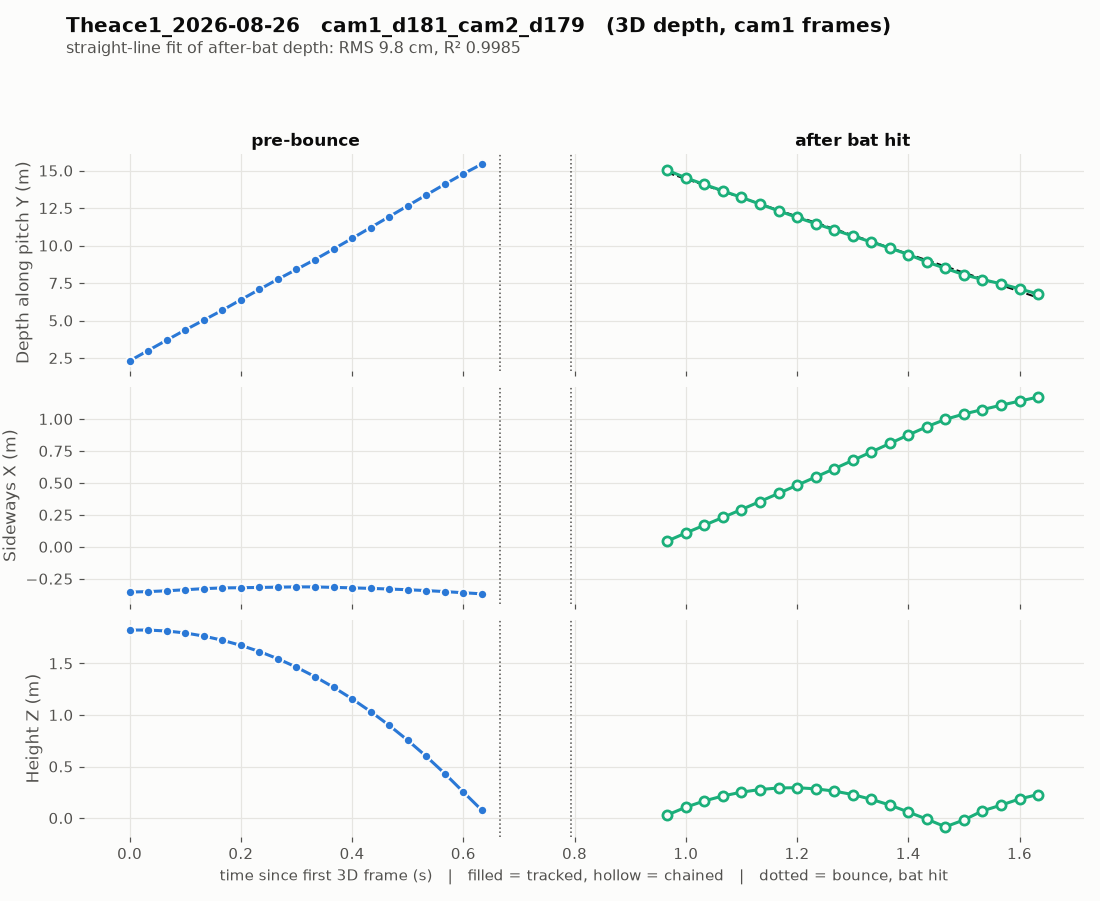 Theace1_2026-08-26   cam1_d181_cam2_d179   (3D depth, cam1 frames)
straight-line fit of after-bat depth: RMS 9.8 cm, R² 0.9985
pre-bounce
after bat hit
Depth along pitch Y (m)
15.0
12.5
10.0
7.5
5.0
2.5
Sideways X (m)
1.00
0.75
0.50
0.25
0.00
−0.25
Height Z (m)
1.5
1.0
0.5
0.0
0.0 0.2 0.4 0.6 0.8 1.0 1.2 1.4 1.6
time since first 3D frame (s)   |   filled = tracked, hollow = chained   |   dotted = bounce, bat hit